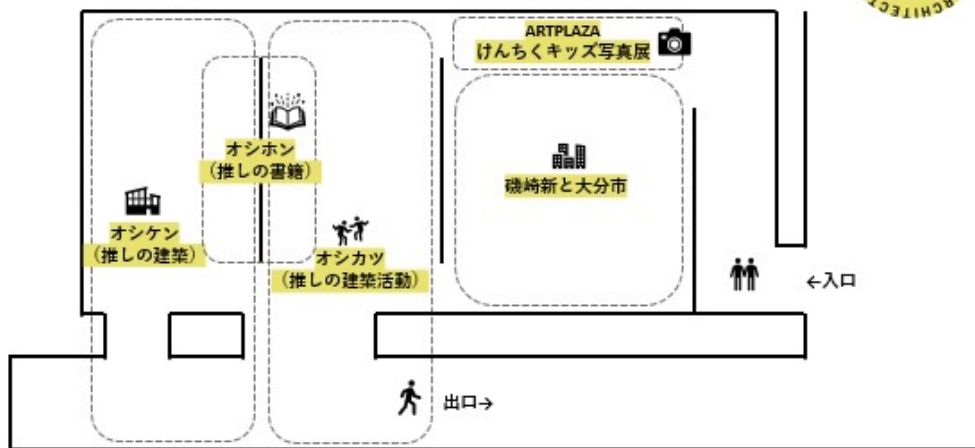 ARCHITECT
ARTPLAZA
けんちくキッズ写真展
オシホン
（推しの書籍）
磯崎新と大分市
オシケン
（推しの建築）
オシカツ
（推しの建築活動）
←入口
出口→